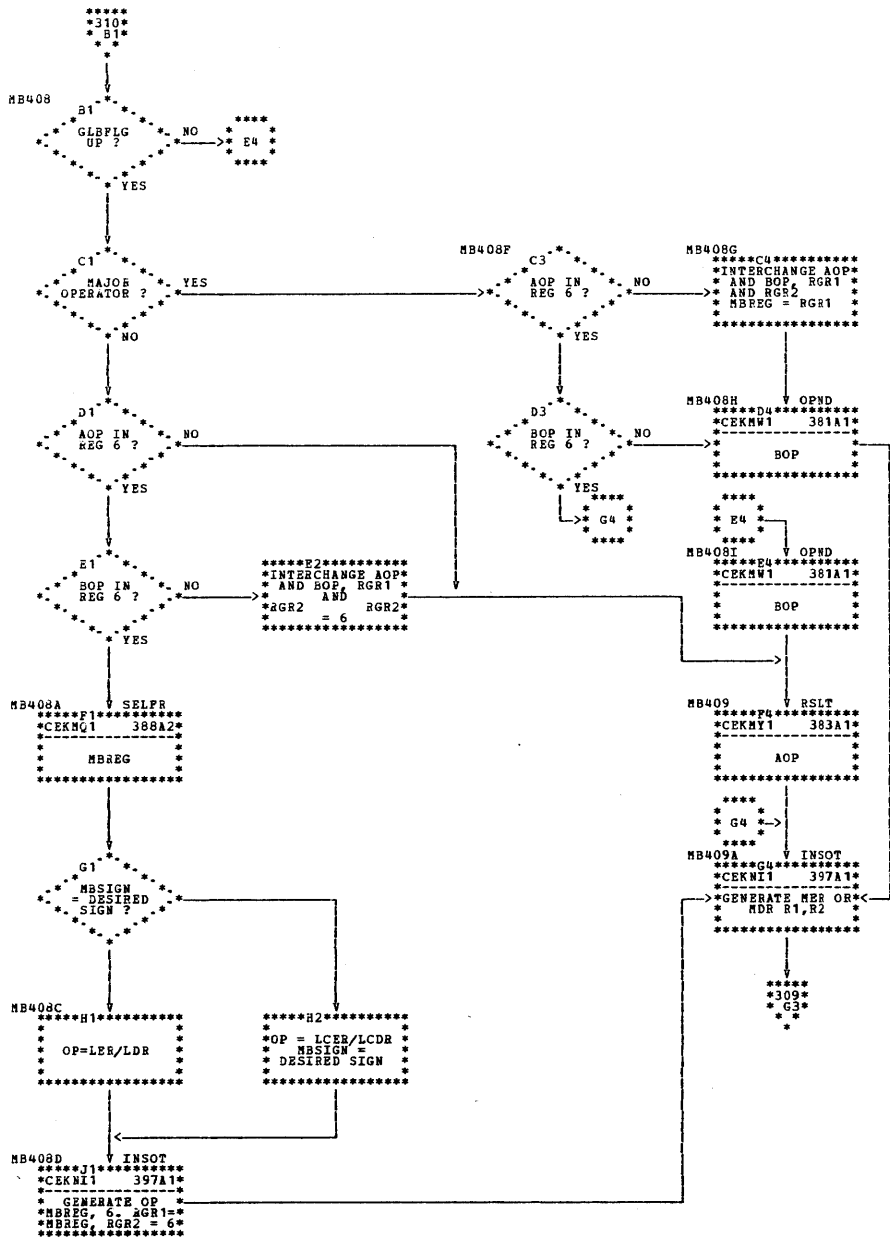 310
B1
MB408
B1
GLBFLG
UP ?
NO
E4
YES
C1
MAJOR
OPERATOR ?
YES
NO
MB408F
C3
AOP IN
REG 6 ?
NO
YES
MB408G
C4
INTERCHANGE AOP
AND BOP, RGR1
AND RGR2
MBREG = RGR1
D1
AOP IN
REG 6 ?
NO
YES
D3
BOP IN
REG 6 ?
NO
YES
G4
MB408H OPND
D4
CEKMW1 381A1
BOP
E4
E1
BOP IN
REG 6 ?
NO
YES
E2
INTERCHANGE AOP
AND BOP, RGR1
AND
RGR2 RGR2
= 6
MB408I OPND
E4
CEKMW1 381A1
BOP
MB408A SELPR
F1
CEKMQ1 388A2
MBREG
MB409 RSLT
F4
CEKMY1 383A1
AOP
G4
G1
MBSIGN
= DESIRED
SIGN ?
MB409A INSOT
G4
CEKNI1 397A1
GENERATE MER OR
MDR R1,R2
309
G3
MB408C
H1
OP=LER/LDR
H2
OP = LCER/LCDR
MBSIGN =
DESIRED SIGN
MB408D INSOT
J1
CEKNI1 397A1
GENERATE OP
MBREG, 6. RGR1=
MBREG, RGR2 = 6